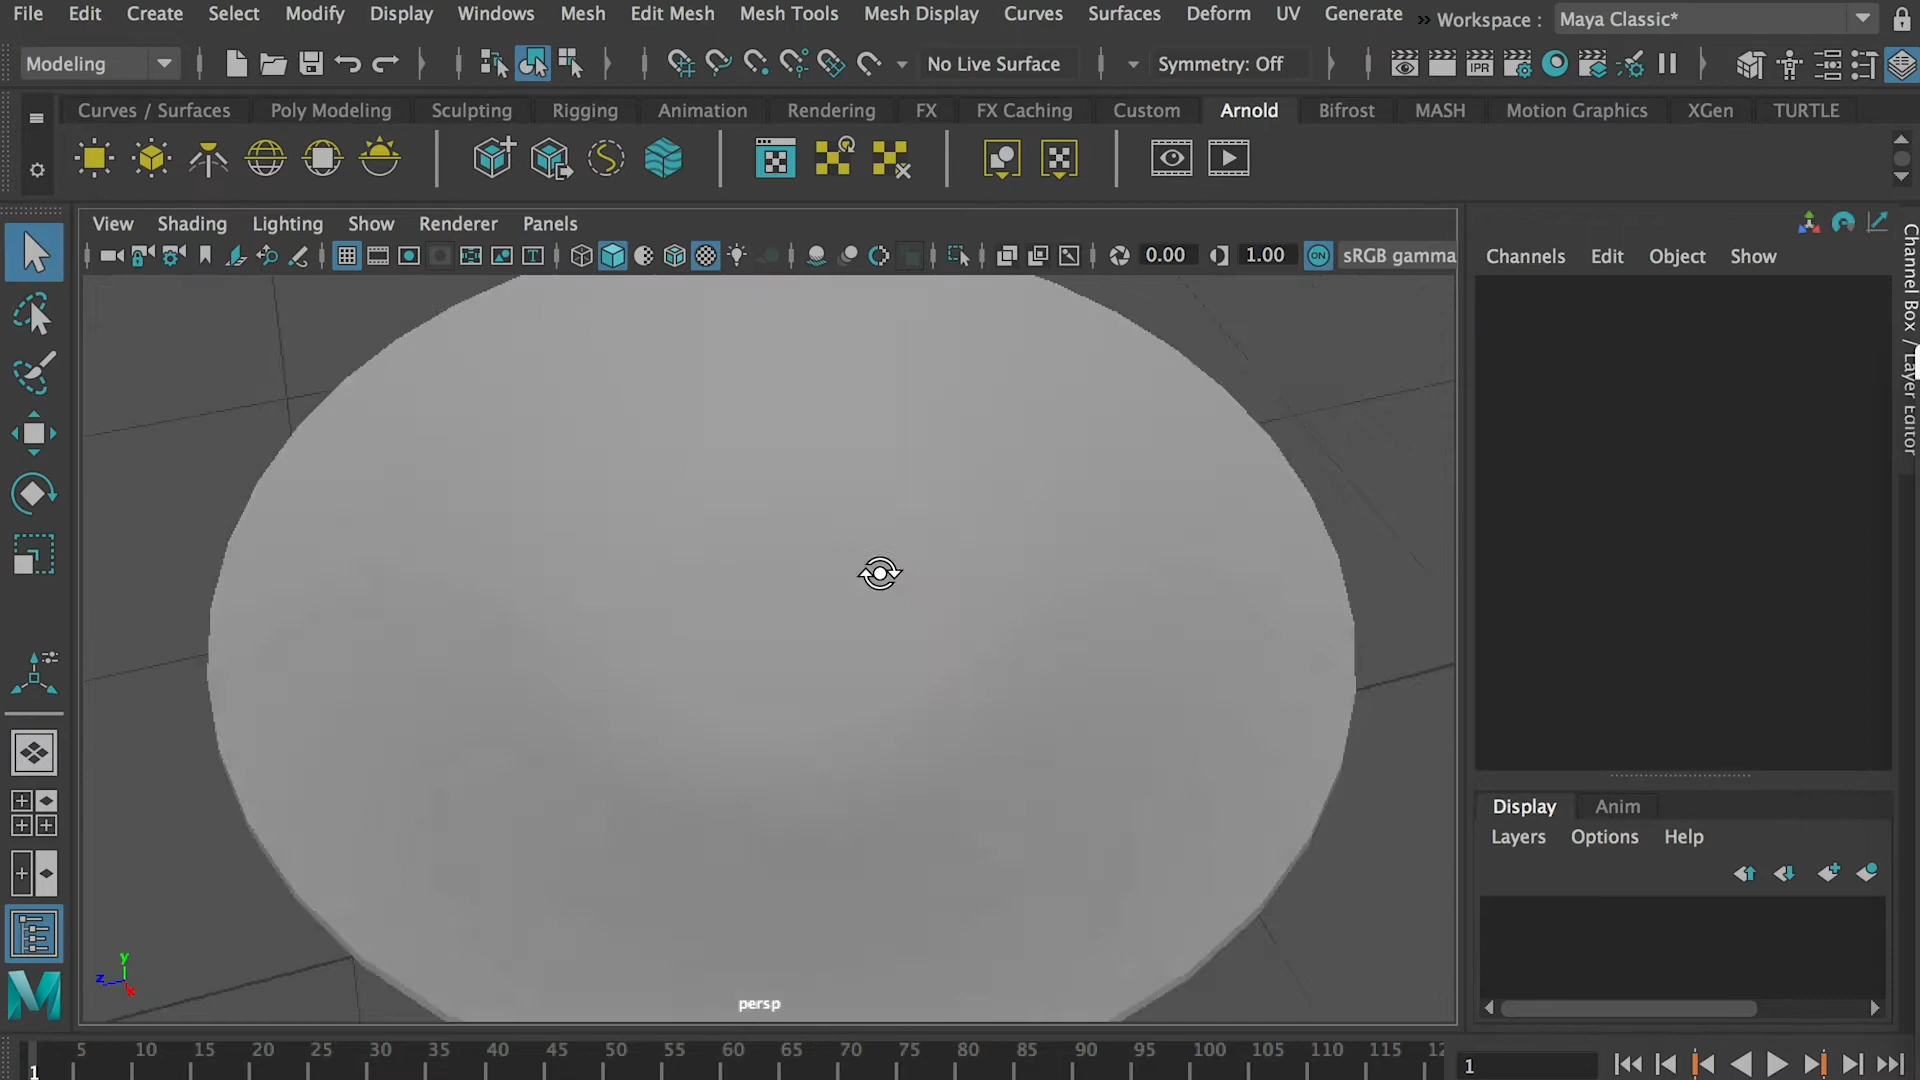 File Edit Create Select Modify Display Windows Mesh Edit Mesh Mesh Tools Mesh Display Curves Surfaces Deform UV Generate » Workspace : Maya Classic*
Modeling No Live Surface Symmetry: Off IPR
Curves / Surfaces Poly Modeling Sculpting Rigging Animation Rendering FX FX Caching Custom Arnold Bifrost MASH Motion Graphics XGen TURTLE
View Shading Lighting Show Renderer Panels
0.00 1.00 ON sRGB gamma
Channels Edit Object Show
Channel Box / Layer Editor
Display Anim
Layers Options Help
y
z x
persp
5 10 15 20 25 30 35 40 45 50 55 60 65 70 75 80 85 90 95 100 105 110 115 12
1 1